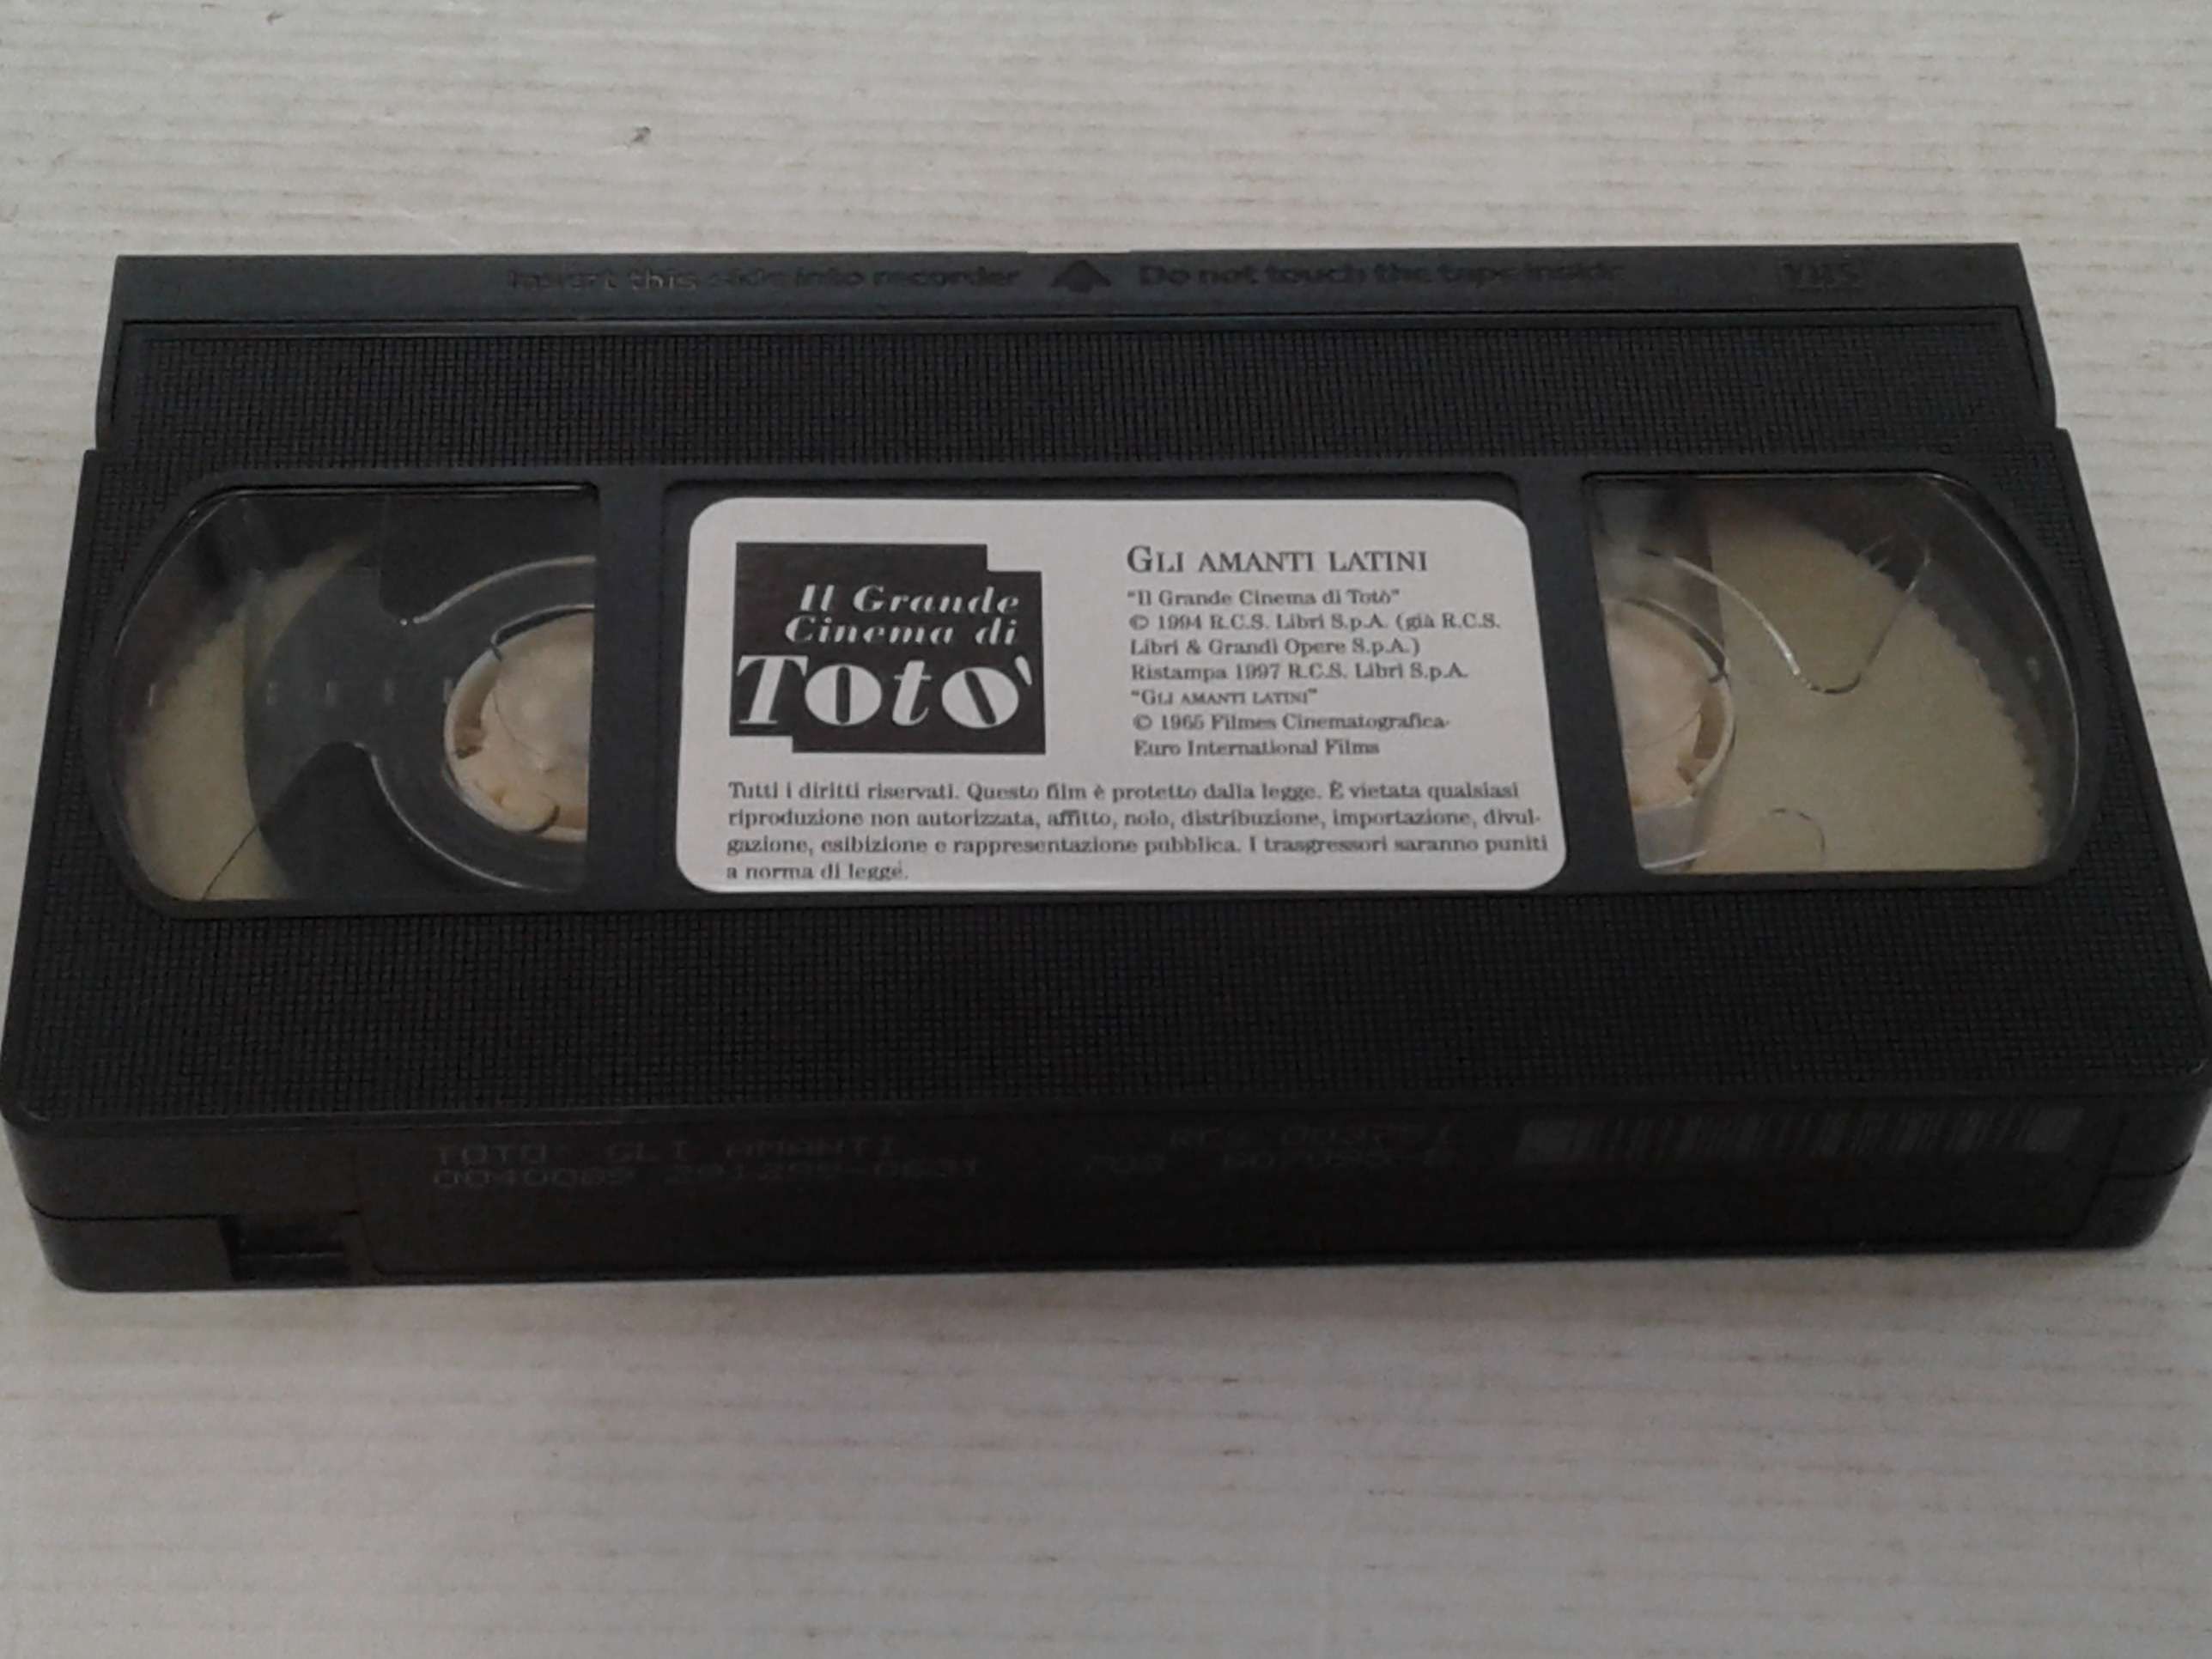 Insert this side into recorder Do not touch the tape inside VHS
Il Grande
Cinema di
Totò
GLI AMANTI LATINI
"Il Grande Cinema di Totò"
© 1994 R.C.S. Libri S.p.A. (già R.C.S.
Libri & Grandi Opere S.p.A.)
Ristampa 1997 R.C.S. Libri S.p.A.
"GLI AMANTI LATINI"
© 1965 Filmes Cinematografica-
Euro International Films
Tutti i diritti riservati. Questo film è protetto dalla legge. È vietata qualsiasi
riproduzione non autorizzata, affitto, nolo, distribuzione, importazione, divul-
gazione, esibizione e rappresentazione pubblica. I trasgressori saranno puniti
a norma di legge.
TOTO' GLI AMANTI